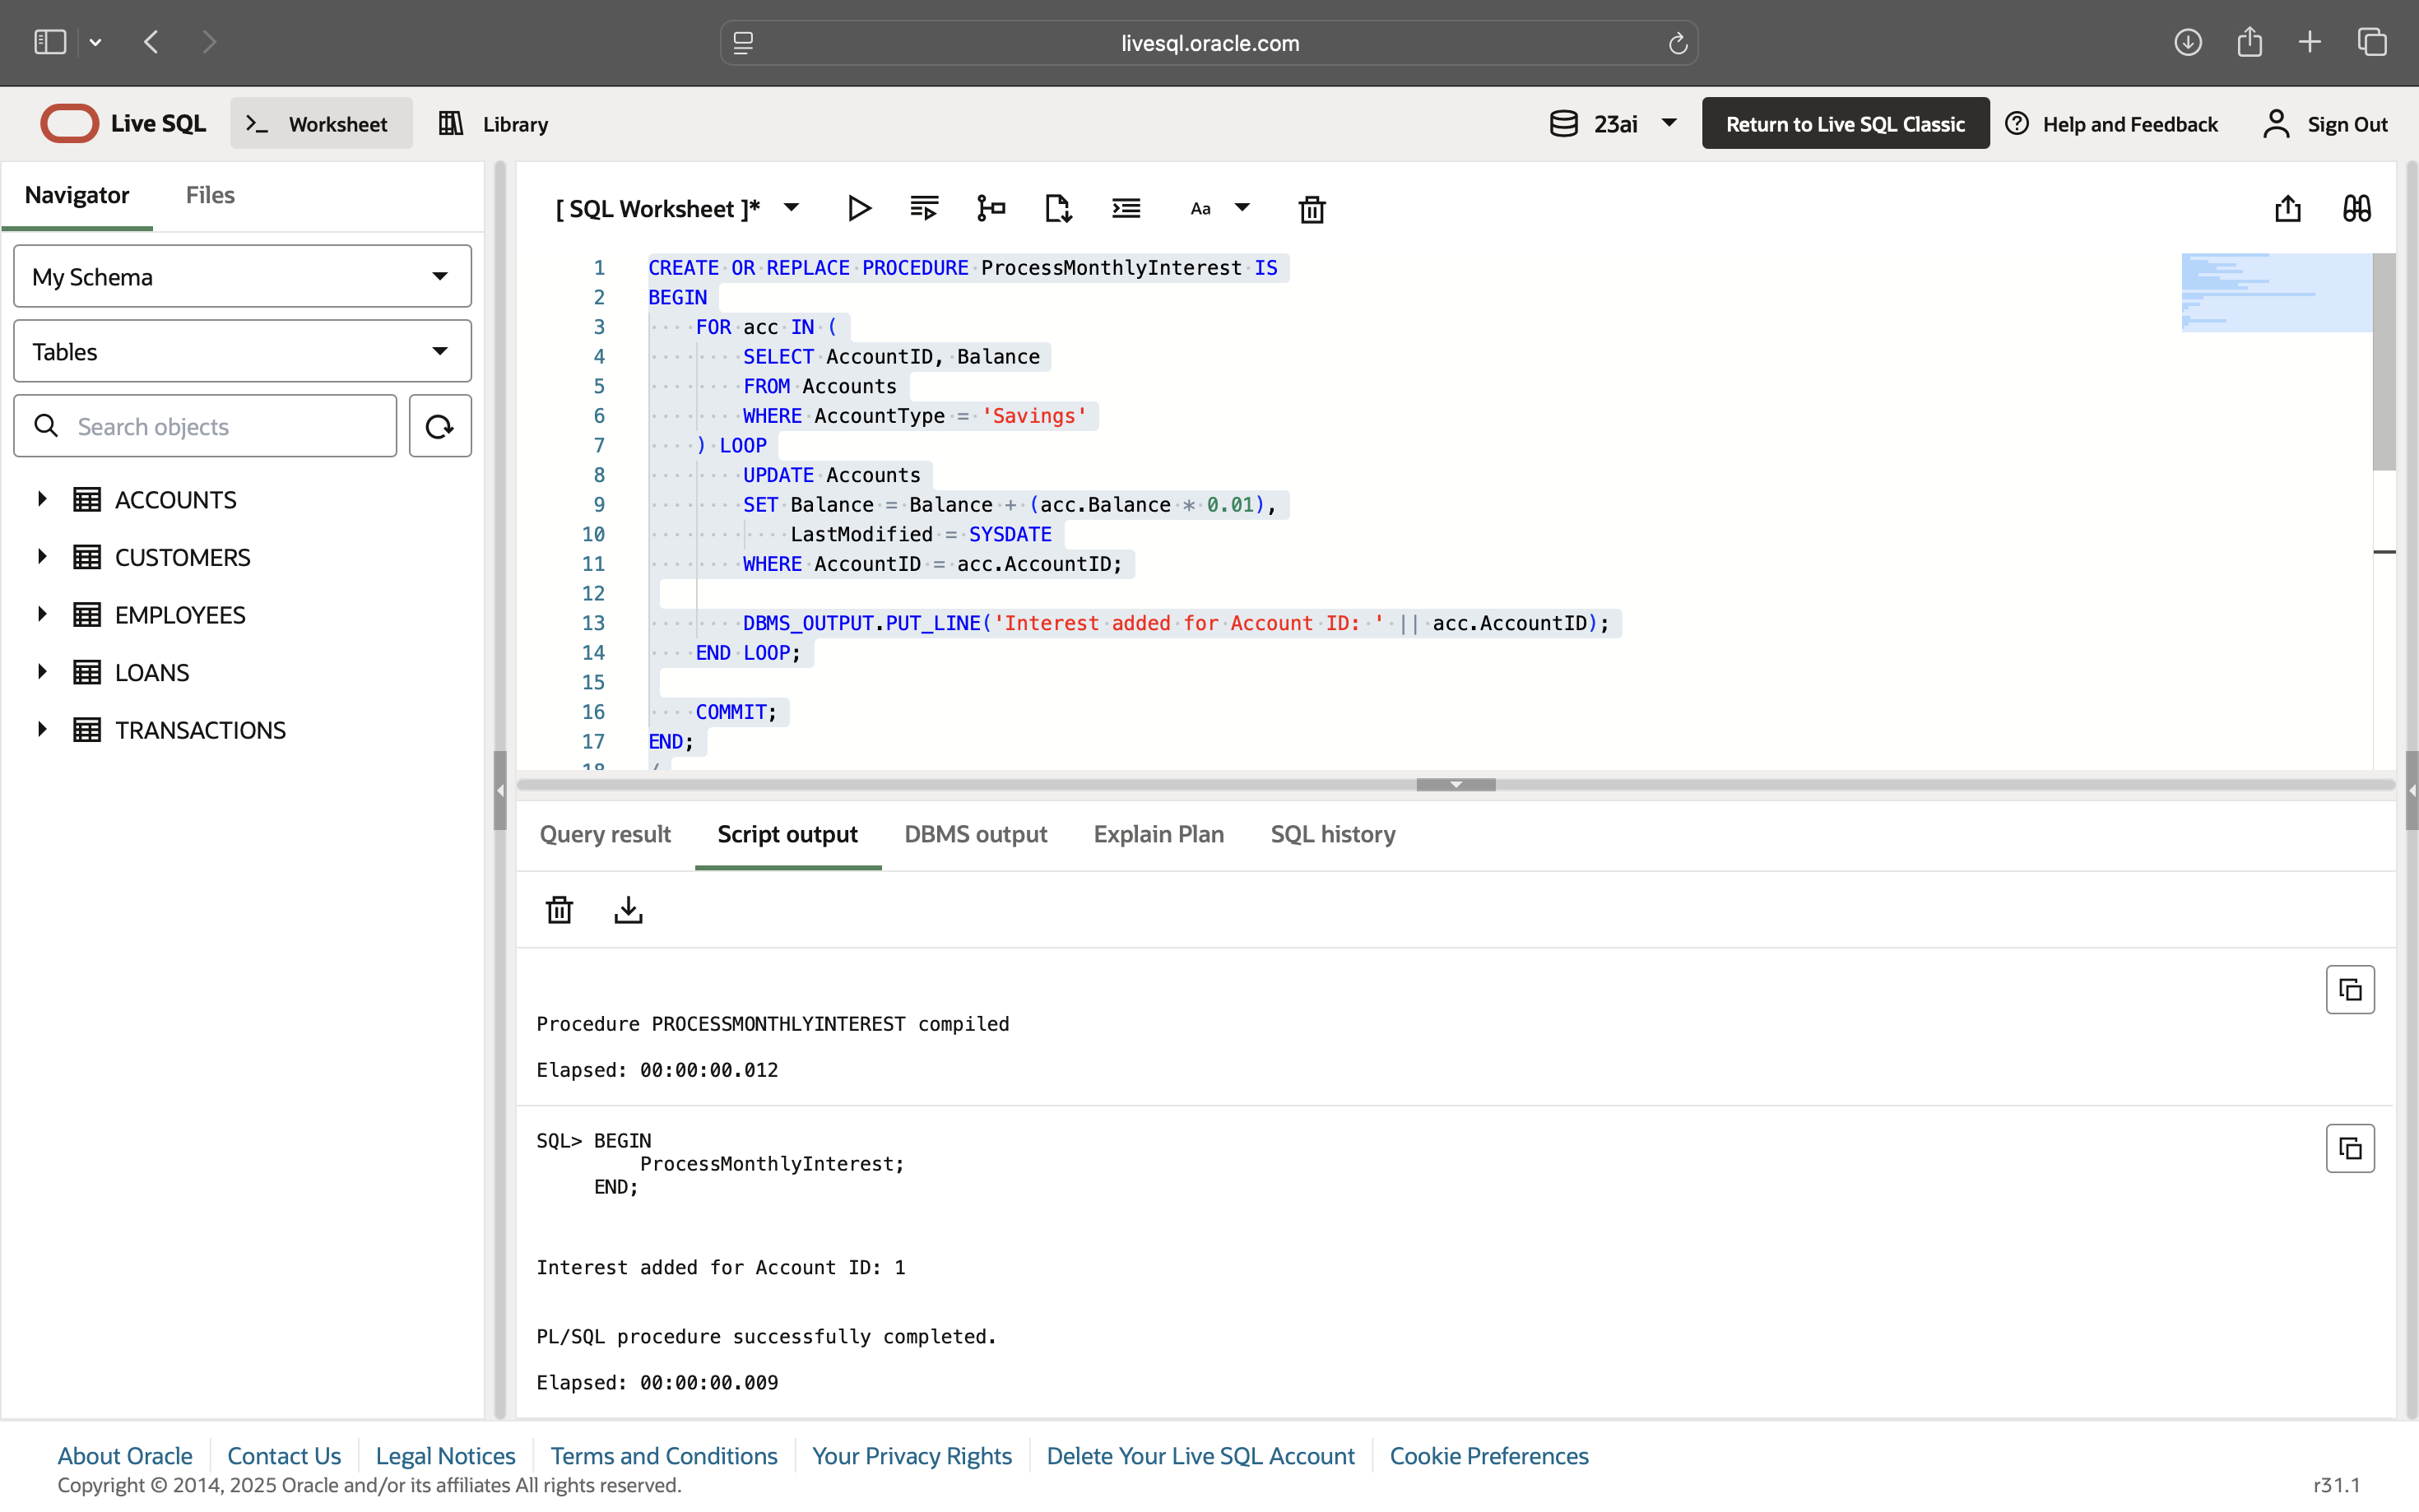 livesql.oracle.com
Live SQL
Worksheet
Library
23ai
Return to Live SQL Classic
Help and Feedback
Sign Out
Navigator
Files
My Schema
Tables
Search objects
ACCOUNTS
CUSTOMERS
EMPLOYEES
LOANS
TRANSACTIONS
[ SQL Worksheet ]*
Aa
1 CREATE OR REPLACE PROCEDURE ProcessMonthlyInterest IS
2 BEGIN
3     FOR acc IN (
4         SELECT AccountID, Balance
5         FROM Accounts
6         WHERE AccountType = 'Savings'
7     ) LOOP
8         UPDATE Accounts
9         SET Balance = Balance + (acc.Balance * 0.01),
10             LastModified = SYSDATE
11         WHERE AccountID = acc.AccountID;
12
13         DBMS_OUTPUT.PUT_LINE('Interest added for Account ID: ' || acc.AccountID);
14     END LOOP;
15
16     COMMIT;
17 END;
18 /
Query result
Script output
DBMS output
Explain Plan
SQL history
Procedure PROCESSMONTHLYINTEREST compiled
Elapsed: 00:00:00.012
SQL> BEGIN
ProcessMonthlyInterest;
END;
Interest added for Account ID: 1
PL/SQL procedure successfully completed.
Elapsed: 00:00:00.009
About Oracle
Contact Us
Legal Notices
Terms and Conditions
Your Privacy Rights
Delete Your Live SQL Account
Cookie Preferences
Copyright © 2014, 2025 Oracle and/or its affiliates All rights reserved.
r31.1